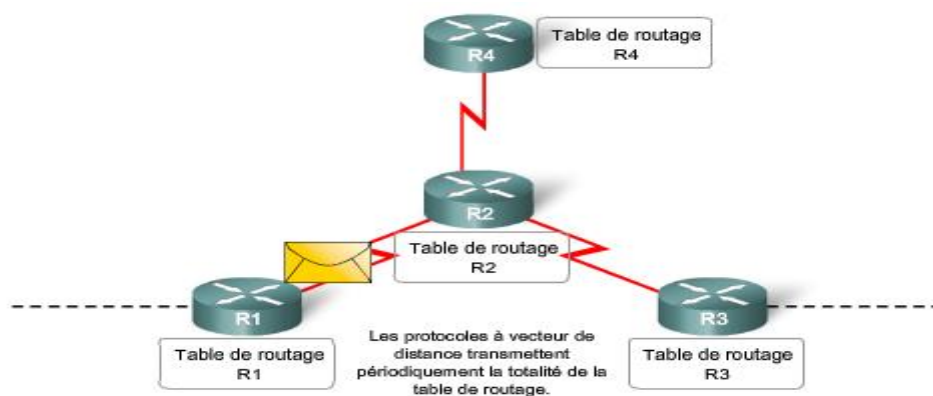 R4
Table de routage
R4
R2
Table de routage
R2
R1
Table de routage
R1
Les protocoles à vecteur de
distance transmettent
périodiquement la totalité de la
table de routage.
R3
Table de routage
R3